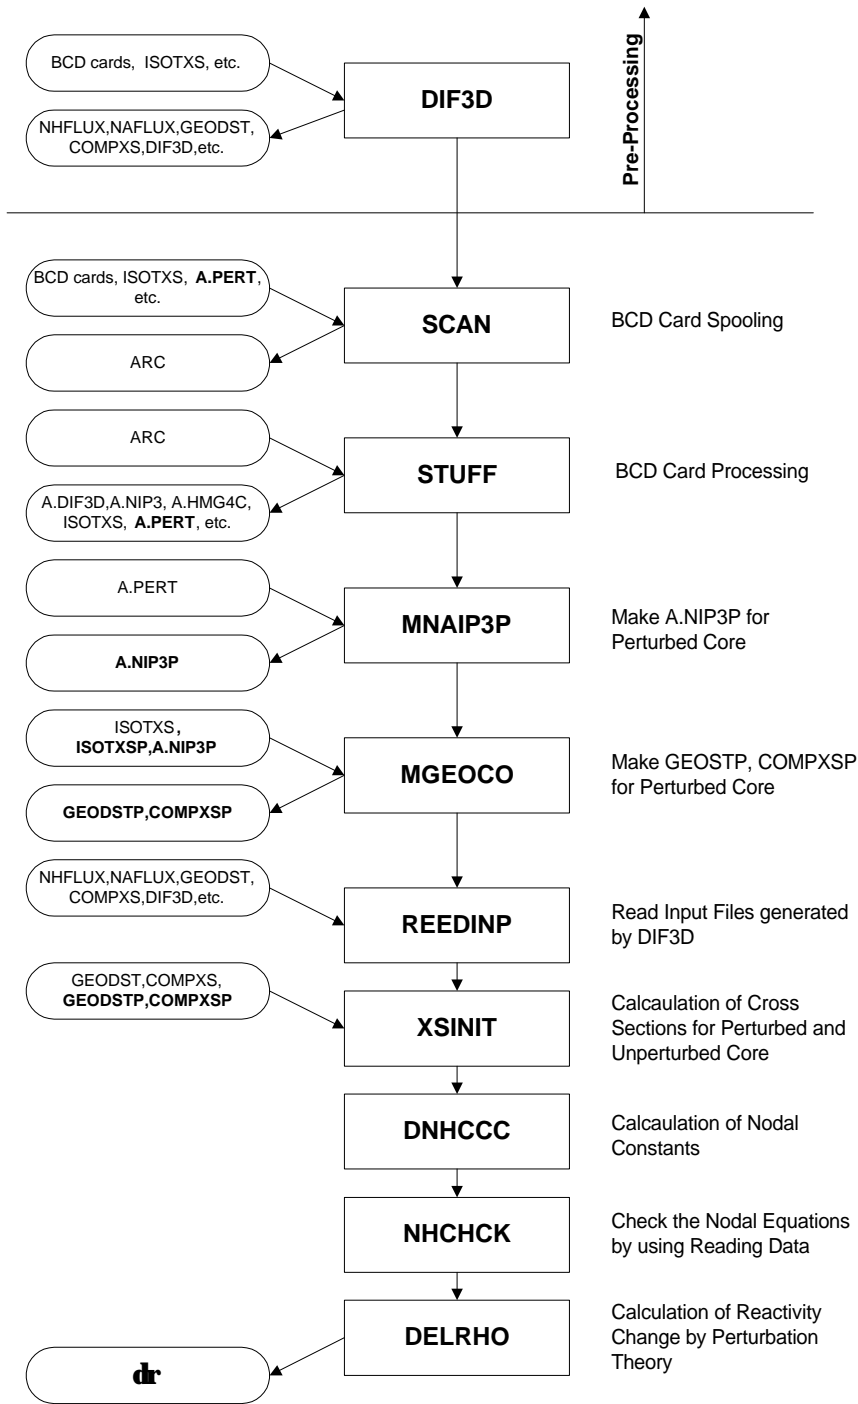 BCD cards, ISOTXS, etc.
DIF3D
NHFLUX,NAFLUX,GEODST,
COMPXS,DIF3D,etc.
Pre-Processing
BCD cards, ISOTXS, A.PERT,
etc.
SCAN
BCD Card Spooling
ARC
ARC
STUFF
BCD Card Processing
A.DIF3D,A.NIP3, A.HMG4C,
ISOTXS, A.PERT, etc.
A.PERT
MNAIP3P
Make A.NIP3P for
Perturbed Core
A.NIP3P
ISOTXS,
ISOTXSP,A.NIP3P
MGEOCO
Make GEOSTP, COMPXSP
for Perturbed Core
GEODSTP,COMPXSP
NHFLUX,NAFLUX,GEODST,
COMPXS,DIF3D,etc.
REEDINP
Read Input Files generated
by DIF3D
GEODST,COMPXS,
GEODSTP,COMPXSP
XSINIT
Calcaulation of Cross
Sections for Perturbed and
Unperturbed Core
DNHCCC
Calcaulation of Nodal
Constants
NHCHCK
Check the Nodal Equations
by using Reading Data
DELRHO
Calculation of Reactivity
Change by Perturbation
Theory
dr